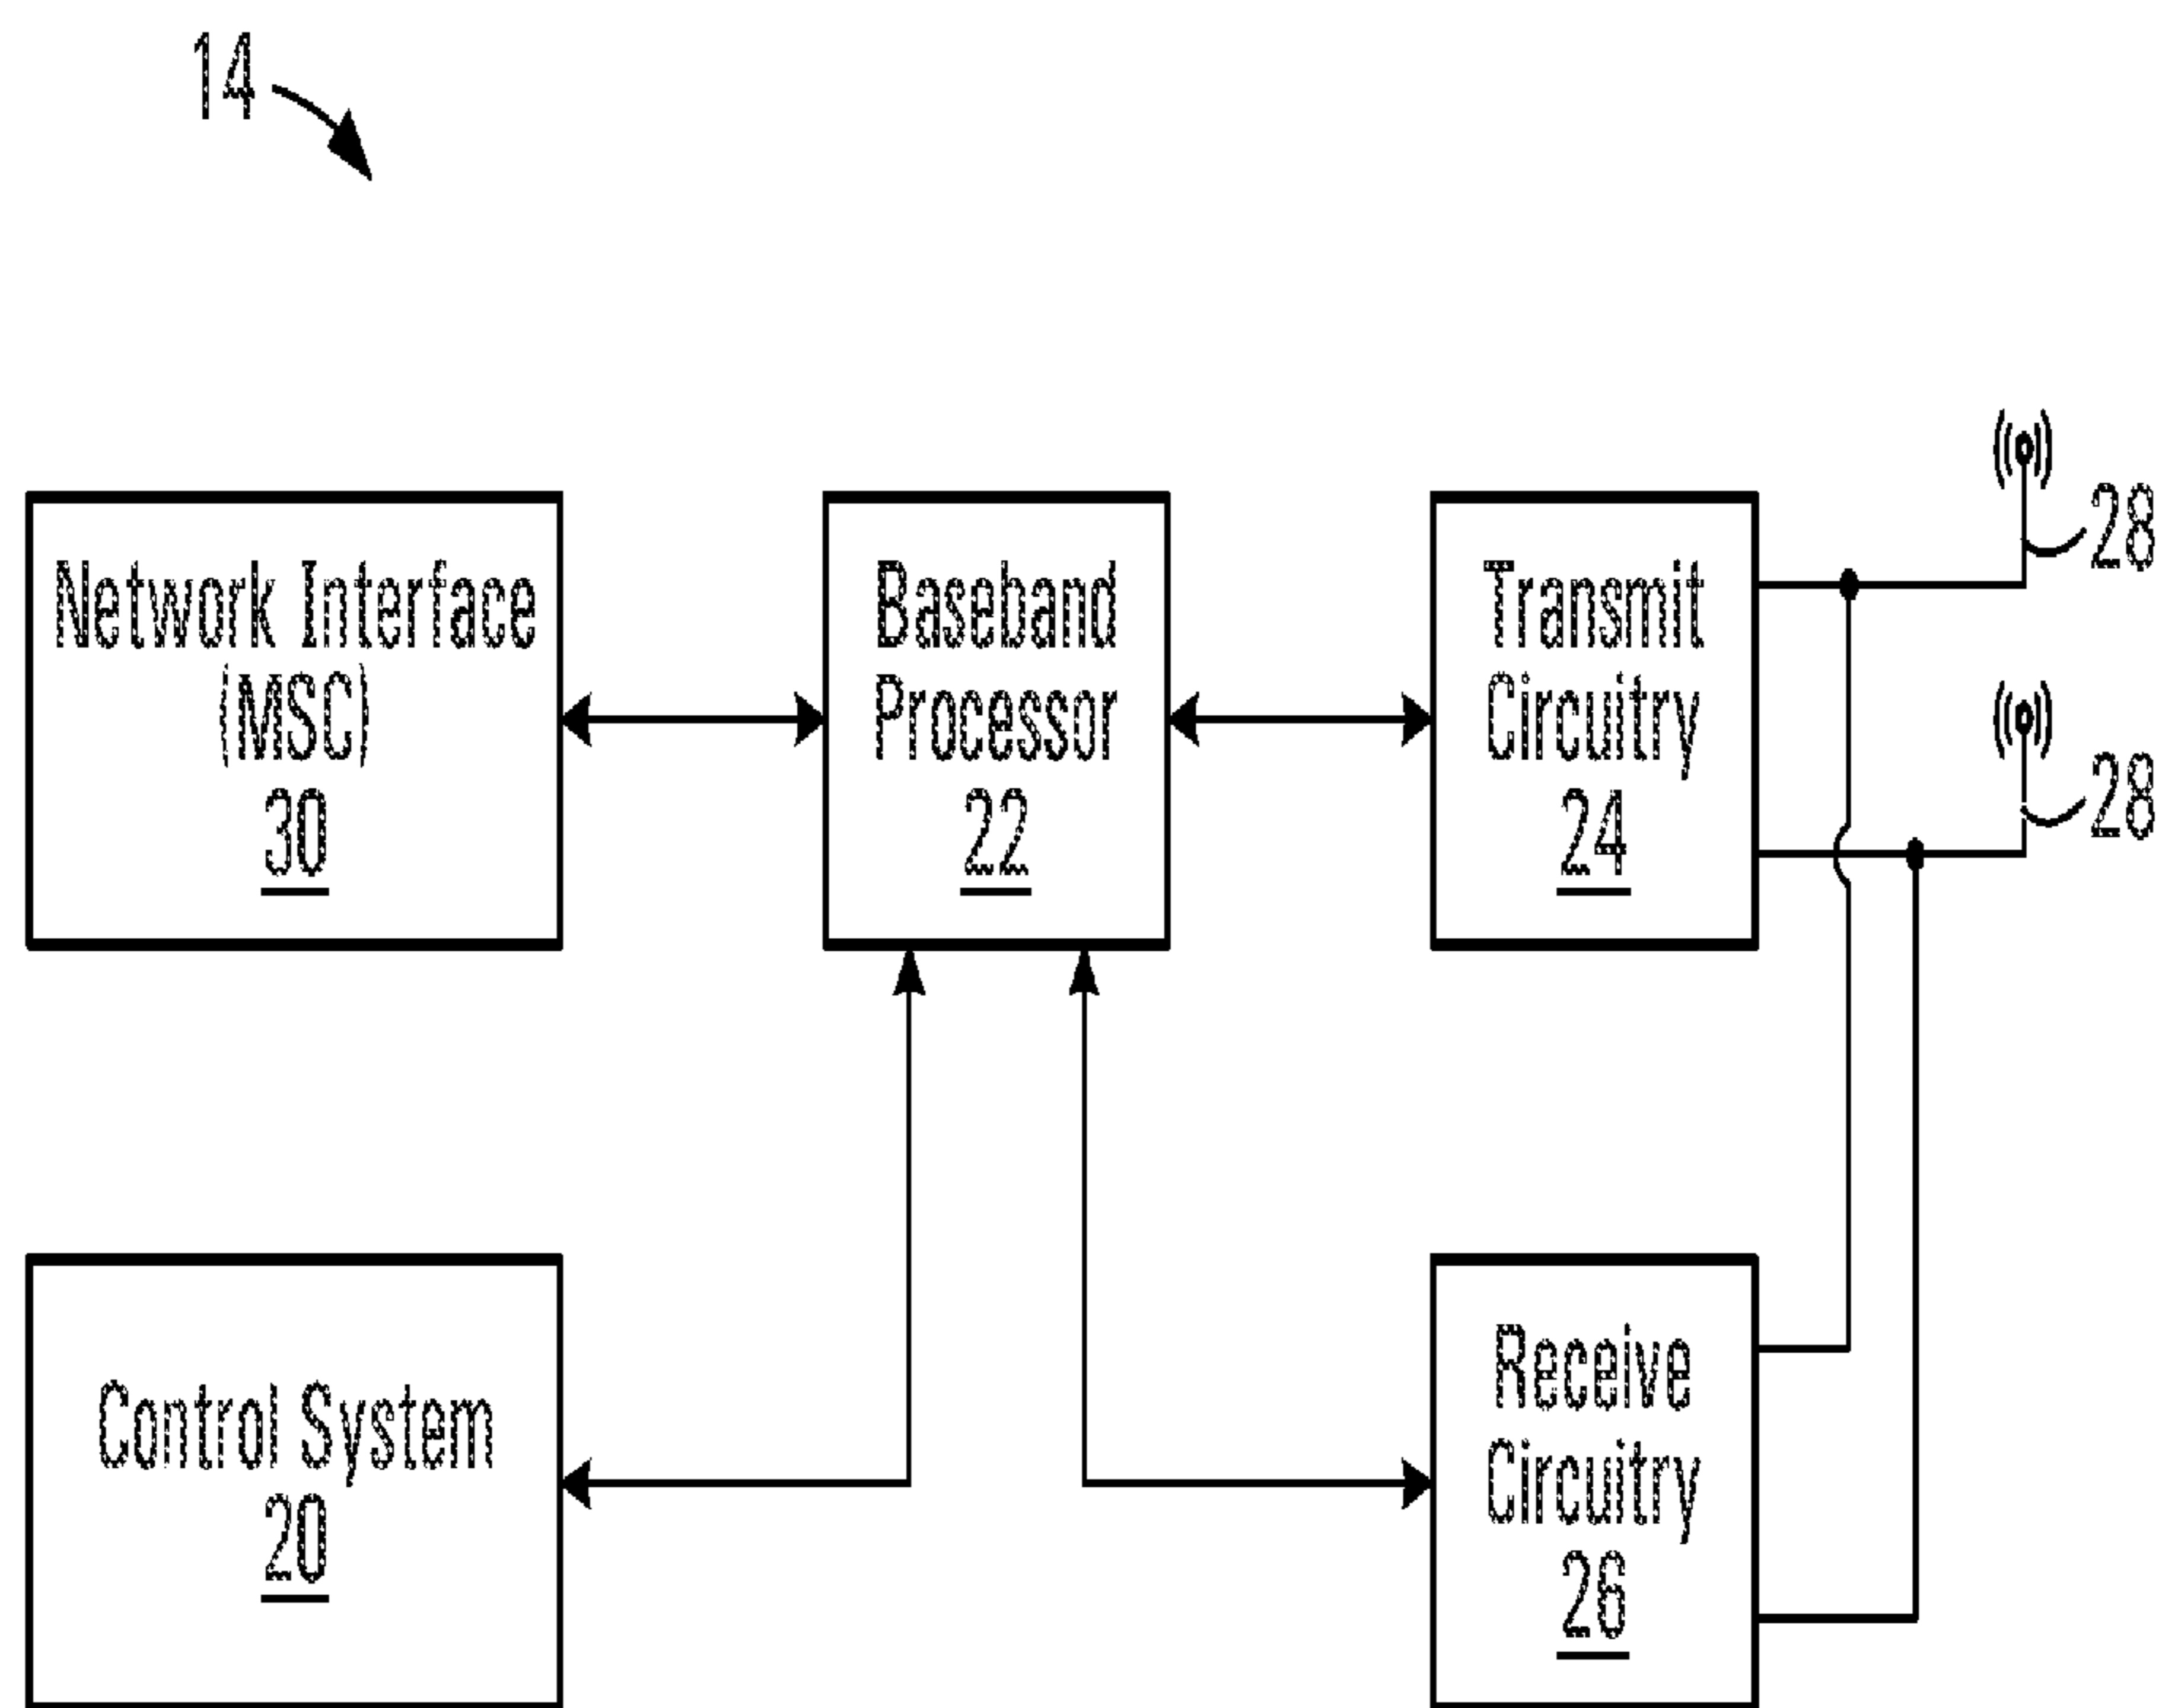 14
Network Interface
(MSC)
30
Baseband
Processor
22
Transmit
Circuitry
24
28
28
Control System
20
Receive
Circuitry
26